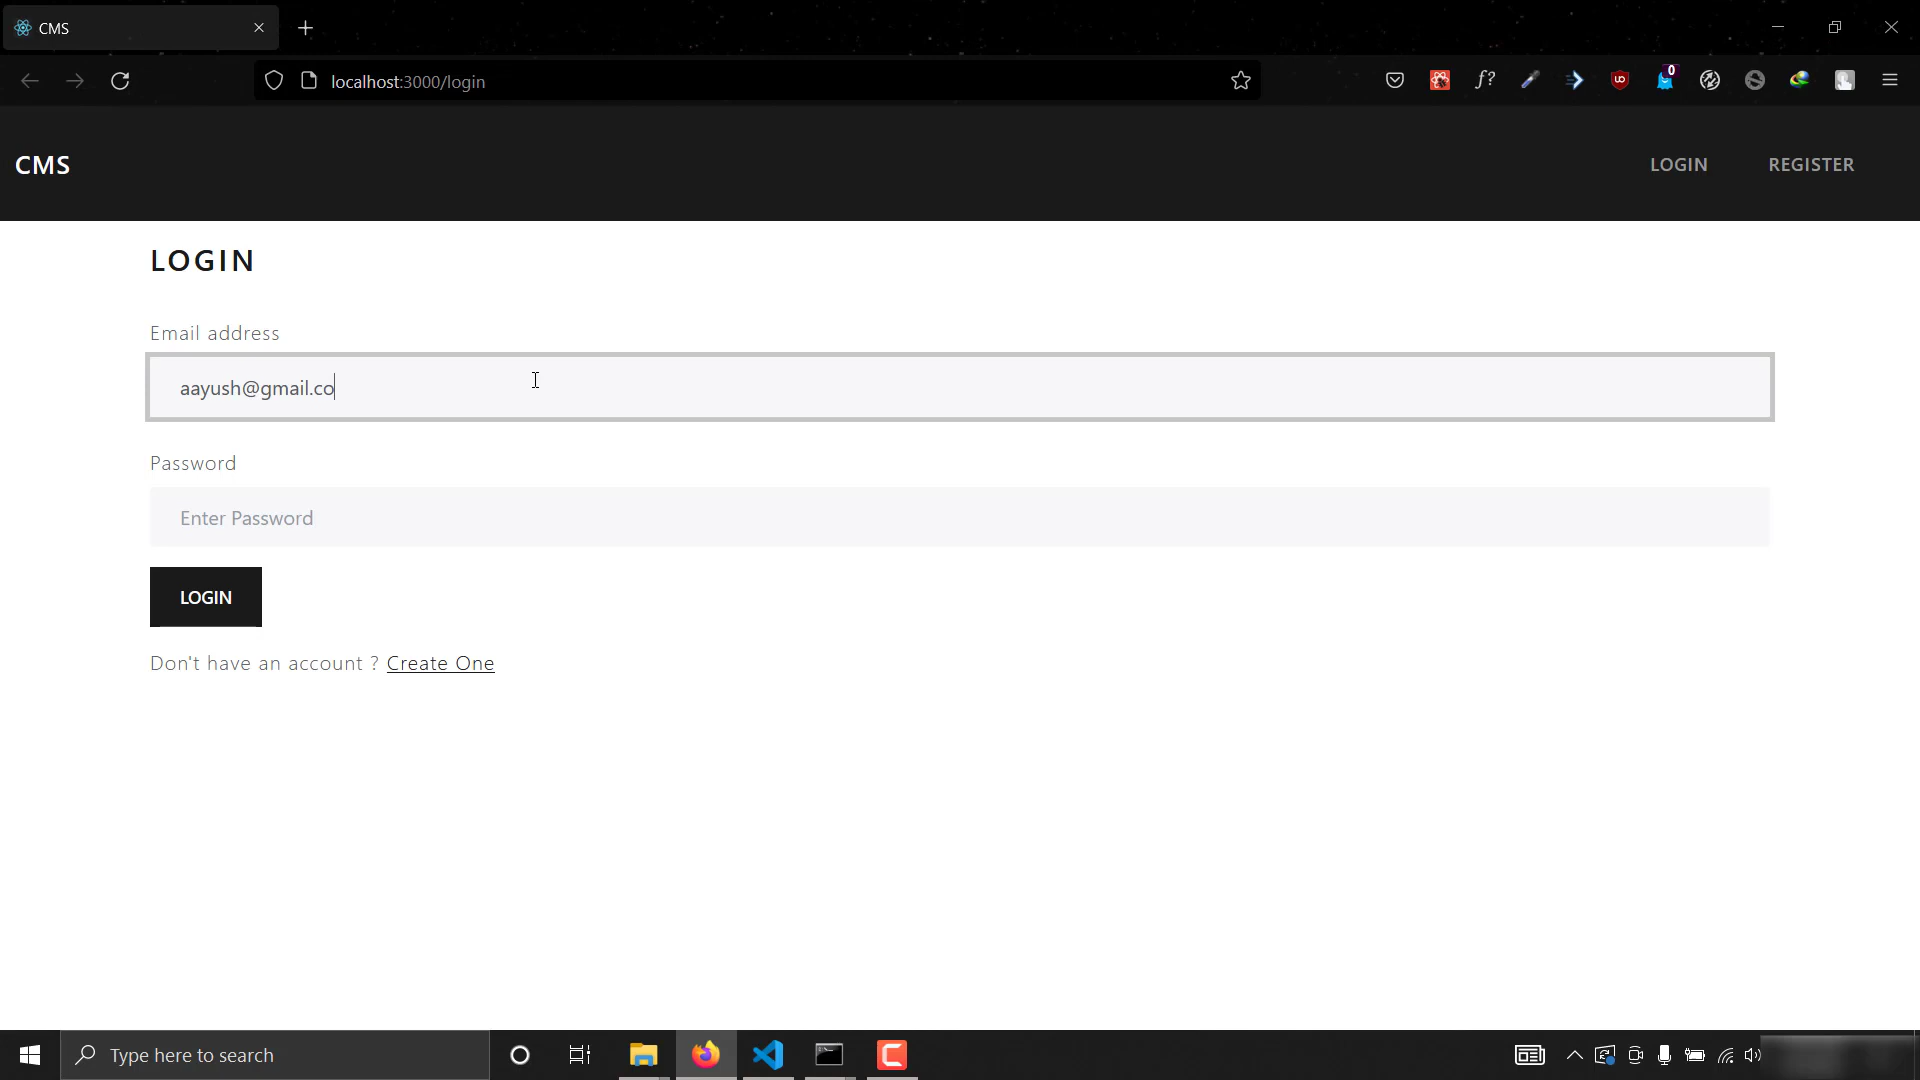 CMS
localhost:3000/login
f?
0
CMS
LOGIN
REGISTER
LOGIN
Email address
aayush@gmail.co
Password
Enter Password
LOGIN
Don't have an account ? Create One
Type here to search